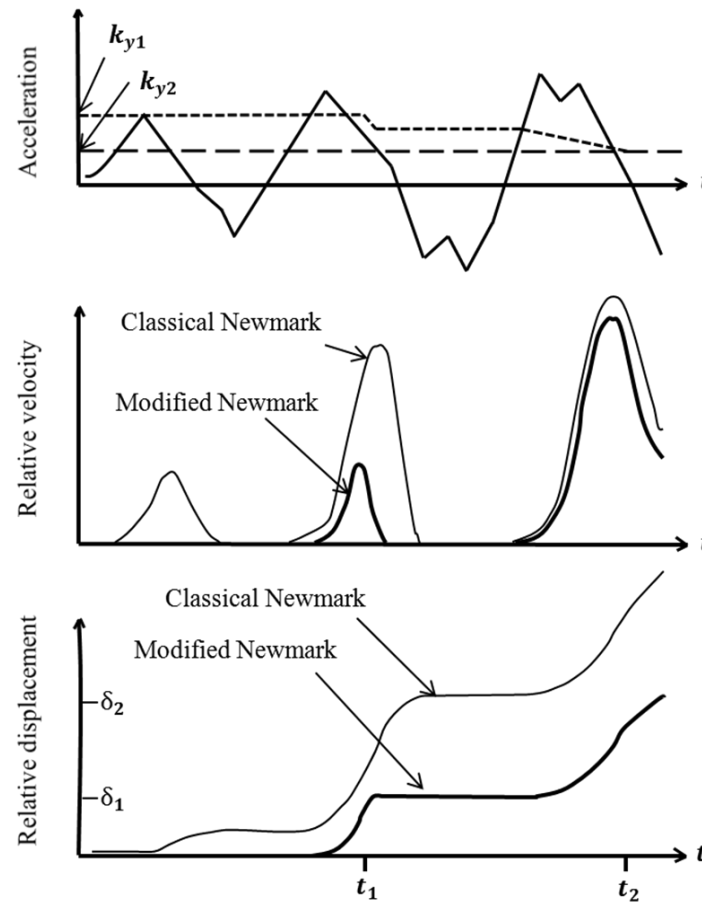 k_y1
k_y2
Acceleration
t
Classical Newmark
Modified Newmark
Relative velocity
t
Classical Newmark
Modified Newmark
Relative displacement
δ₂
δ₁
t
t₁
t₂